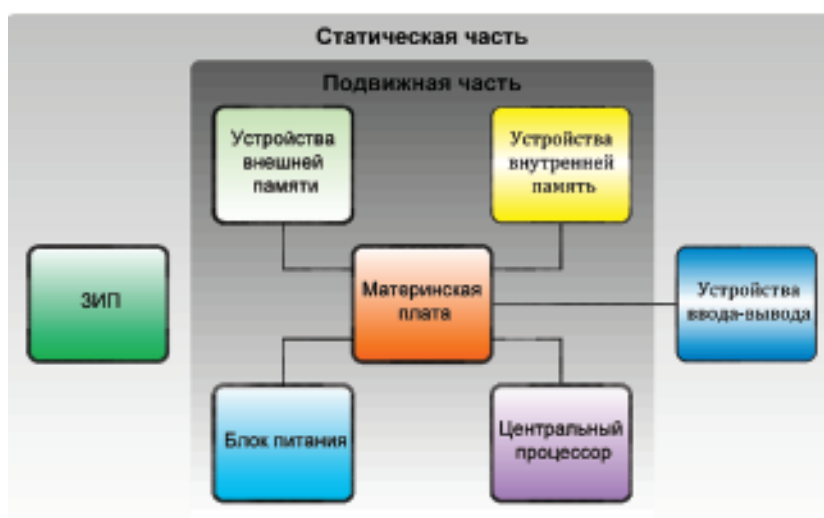 Статическая часть
Подвижная часть
Устройства
внешней
памяти
Устройства
внутренней
память
ЗИП
Материнская
плата
Устройства
ввода-вывода
Блок питания
Центральный
процессор